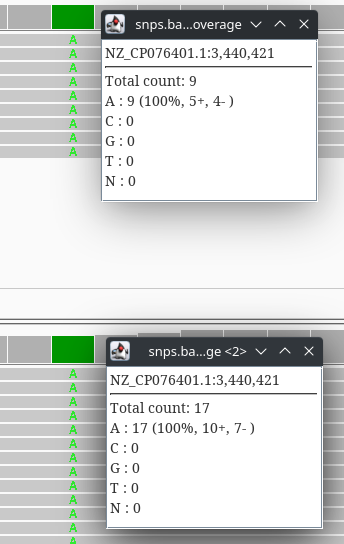 snps.ba...overage
NZ_CP076401.1:3,440,421
Total count: 9
A : 9 (100%, 5+, 4- )
C : 0
G : 0
T : 0
N : 0
A
A
A
A
A
A
A
A
A
snps.ba...ge <2>
NZ_CP076401.1:3,440,421
Total count: 17
A : 17 (100%, 10+, 7- )
C : 0
G : 0
T : 0
N : 0
A
A
A
A
A
A
A
A
A
A
A
A
A